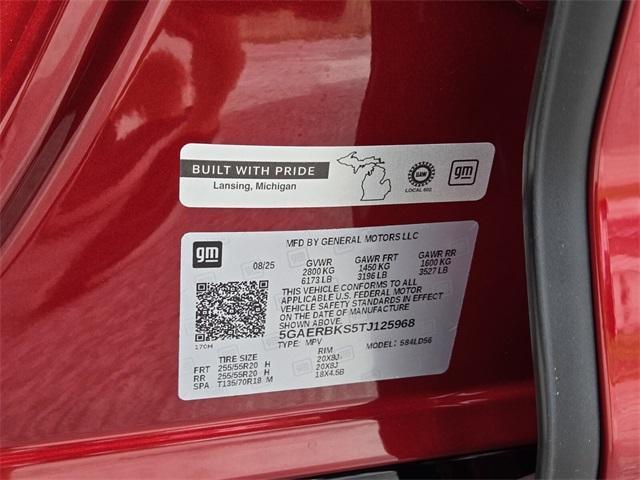 BUILT WITH PRIDE
Lansing, Michigan
UAW
LOCAL 602
gm
gm
MFD BY GENERAL MOTORS LLC
08/25 GVWR GAWR FRT GAWR RR
2800 KG 1450 KG 1600 KG
6173 LB 3196 LB 3527 LB
THIS VEHICLE CONFORMS TO ALL
APPLICABLE U.S. FEDERAL MOTOR
VEHICLE SAFETY STANDARDS IN EFFECT
ON THE DATE OF MANUFACTURE
SHOWN ABOVE.
5GAERBKS5TJ125968
TYPE: MPV MODEL: 584LD56
17CH
TIRE SIZE RIM
FRT 255/55R20 H 20X8J
RR 255/55R20 H 20X8J
SPA T135/70R18 M 18X4.5B